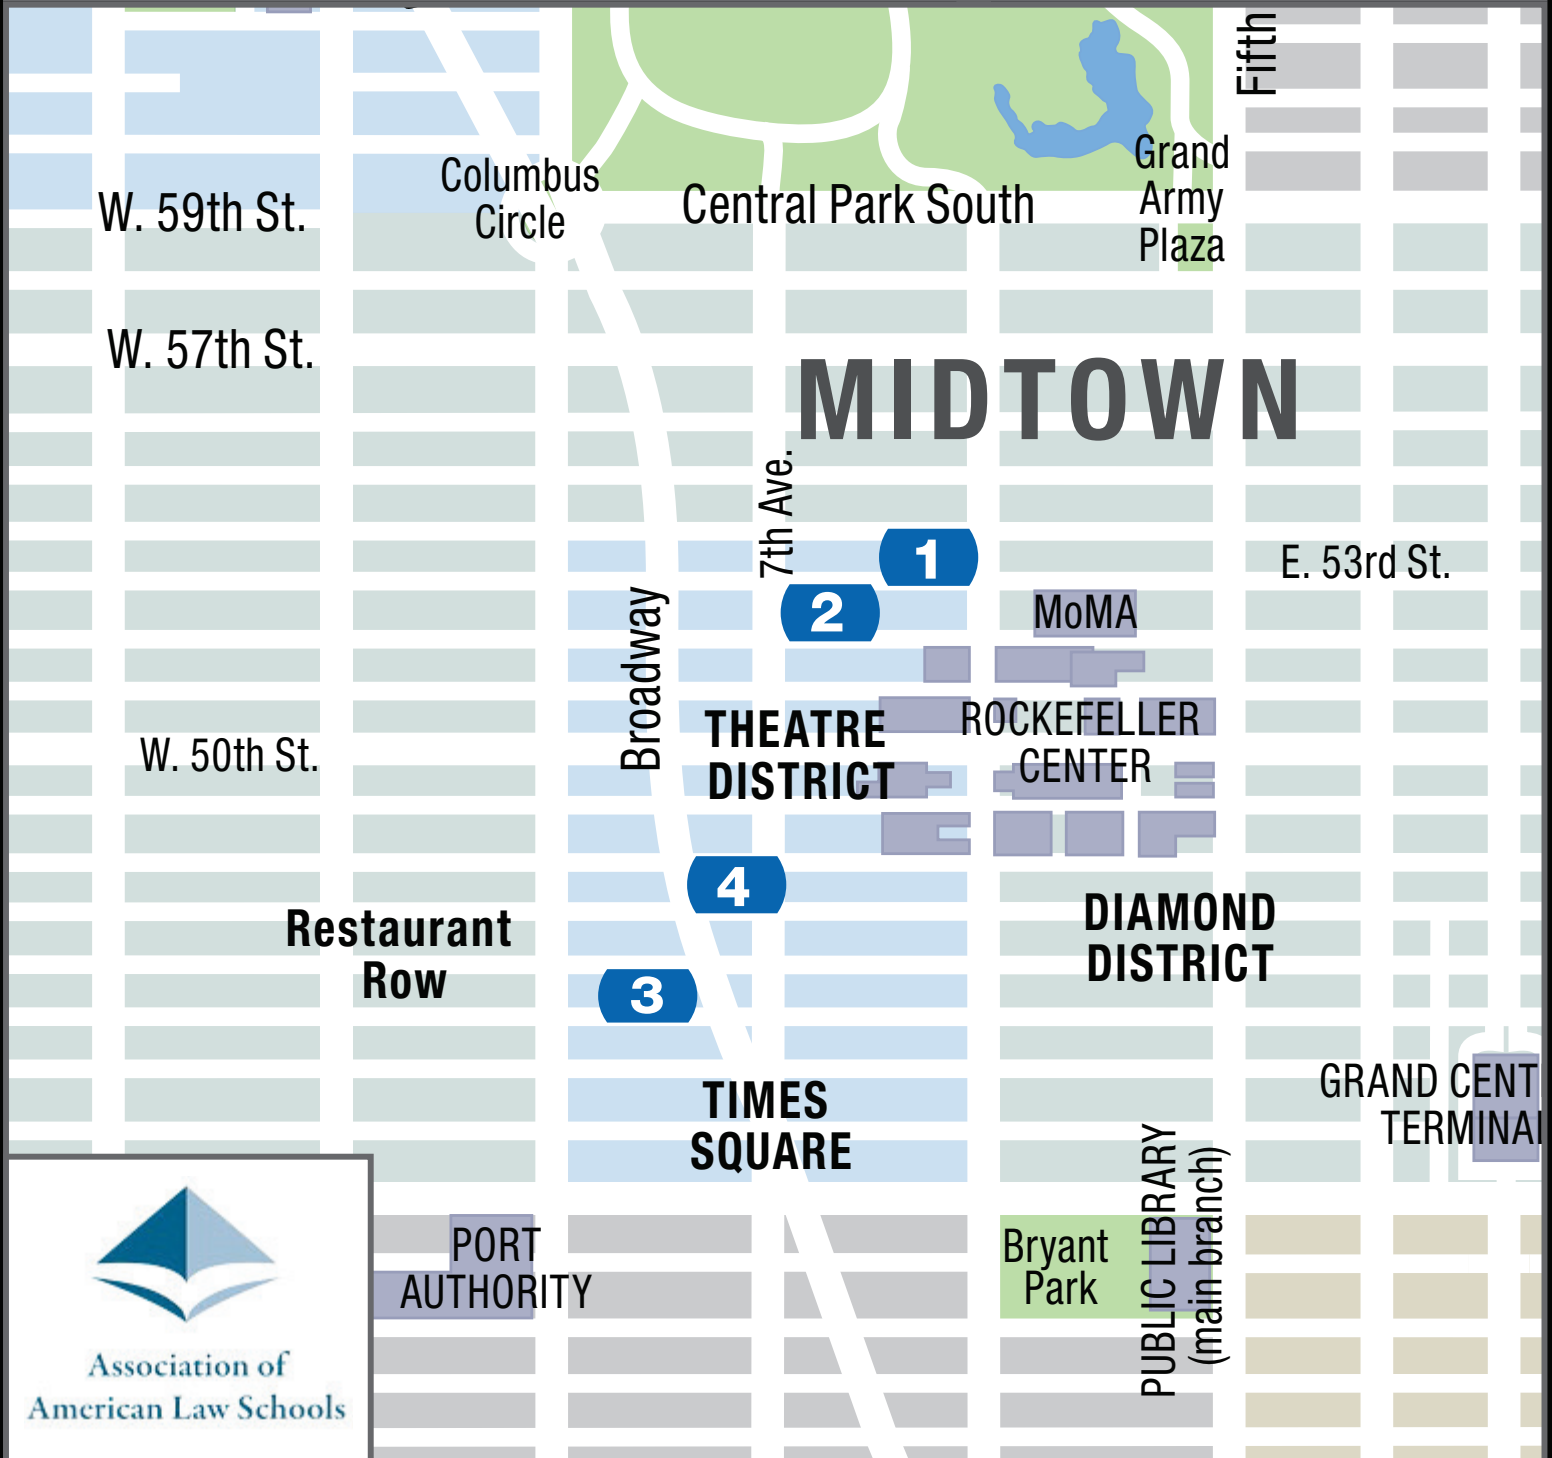 Fifth
Columbus
Circle
W. 59th St.
Central Park South
Grand
Army
Plaza
W. 57th St.
MIDTOWN
7th Ave.
1
E. 53rd St.
2
MoMA
Broadway
THEATRE
DISTRICT
ROCKEFELLER
CENTER
W. 50th St.
4
Restaurant
Row
DIAMOND
DISTRICT
3
TIMES
SQUARE
GRAND CENT
TERMINAL
PUBLIC LIBRARY
(main branch)
PORT
AUTHORITY
Bryant
Park
Association of
American Law Schools